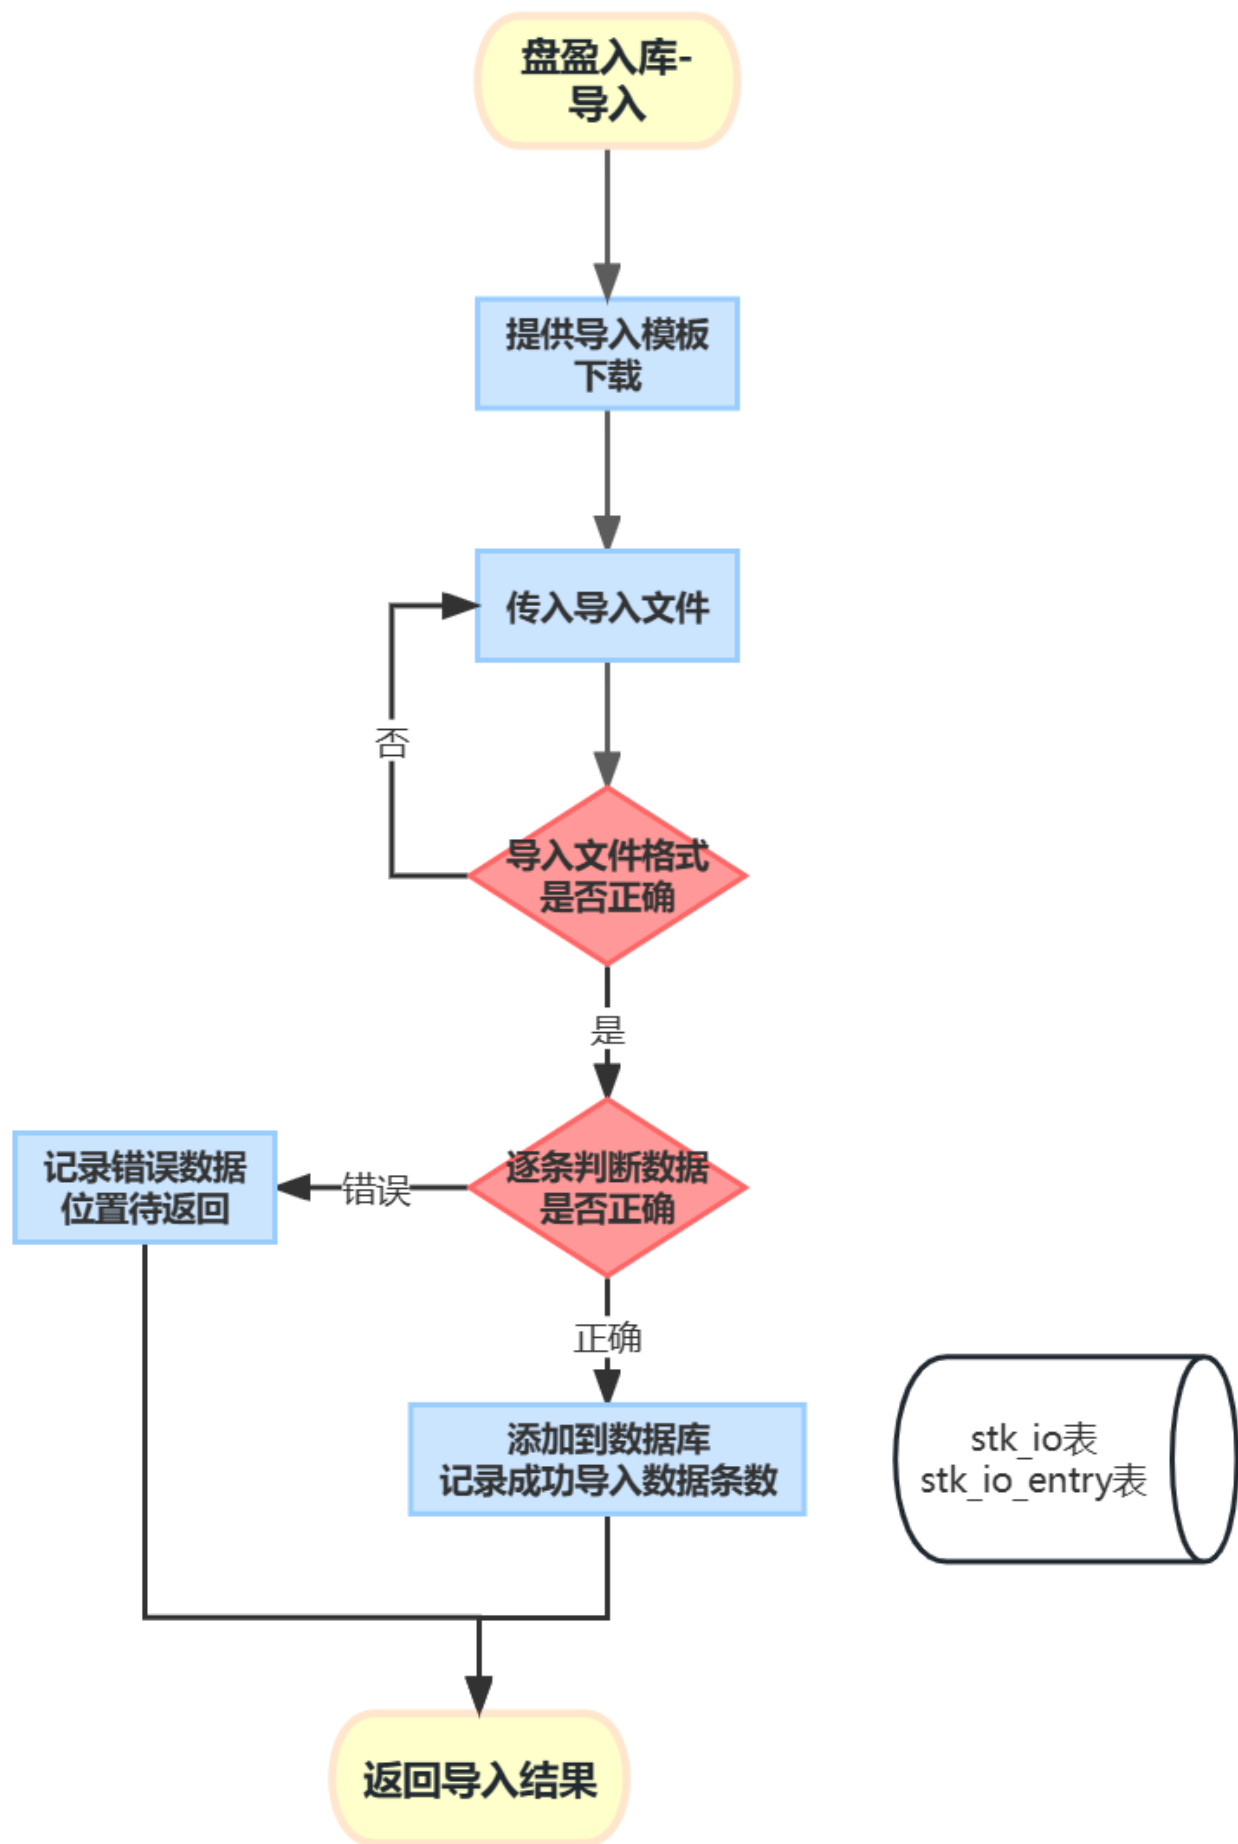 盘盈入库-
导入
提供导入模板
下载
传入导入文件
否
导入文件格式
是否正确
是
逐条判断数据
是否正确
错误
记录错误数据
位置待返回
正确
添加到数据库
记录成功导入数据条数
stk_io表
stk_io_entry表
返回导入结果